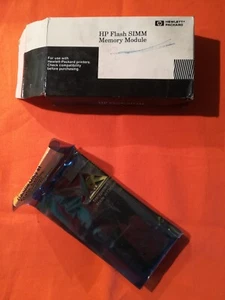 HEWLETT
PACKARD
HP Flash SIMM
Memory Module
For use with
Hewlett-Packard printers.
Check compatibility
before purchasing.